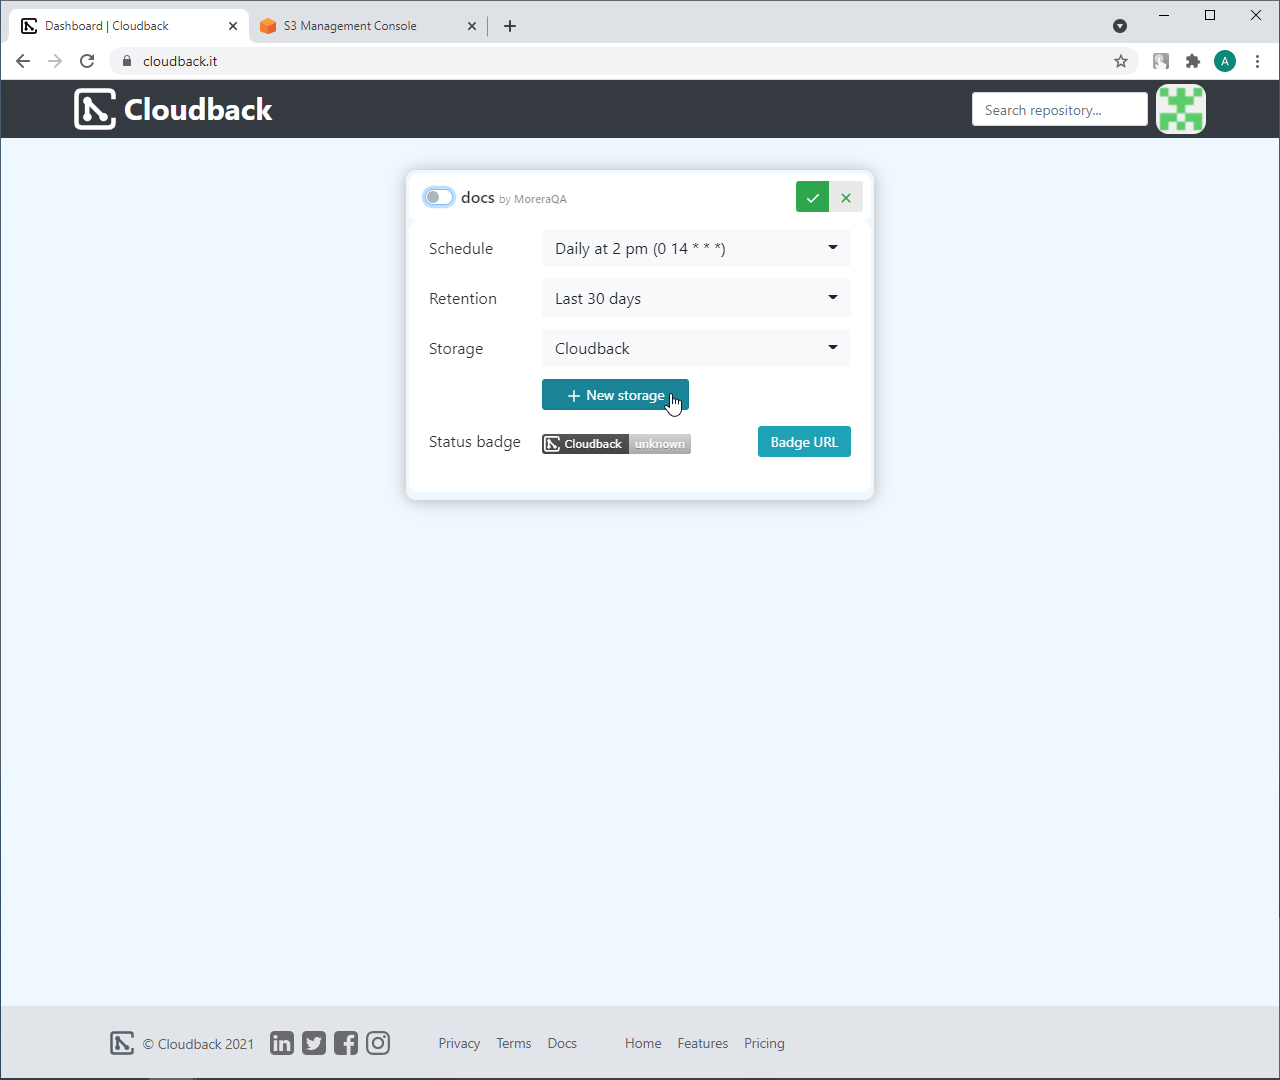 Dashboard | Cloudback
S3 Management Console
cloudback.it
A
Cloudback
Search repository...
docs by MoreraQA
Schedule
Daily at 2 pm (0 14 * * *)
Retention
Last 30 days
Storage
Cloudback
New storage
Status badge
Cloudback unknown
Badge URL
© Cloudback 2021
Privacy
Terms
Docs
Home
Features
Pricing